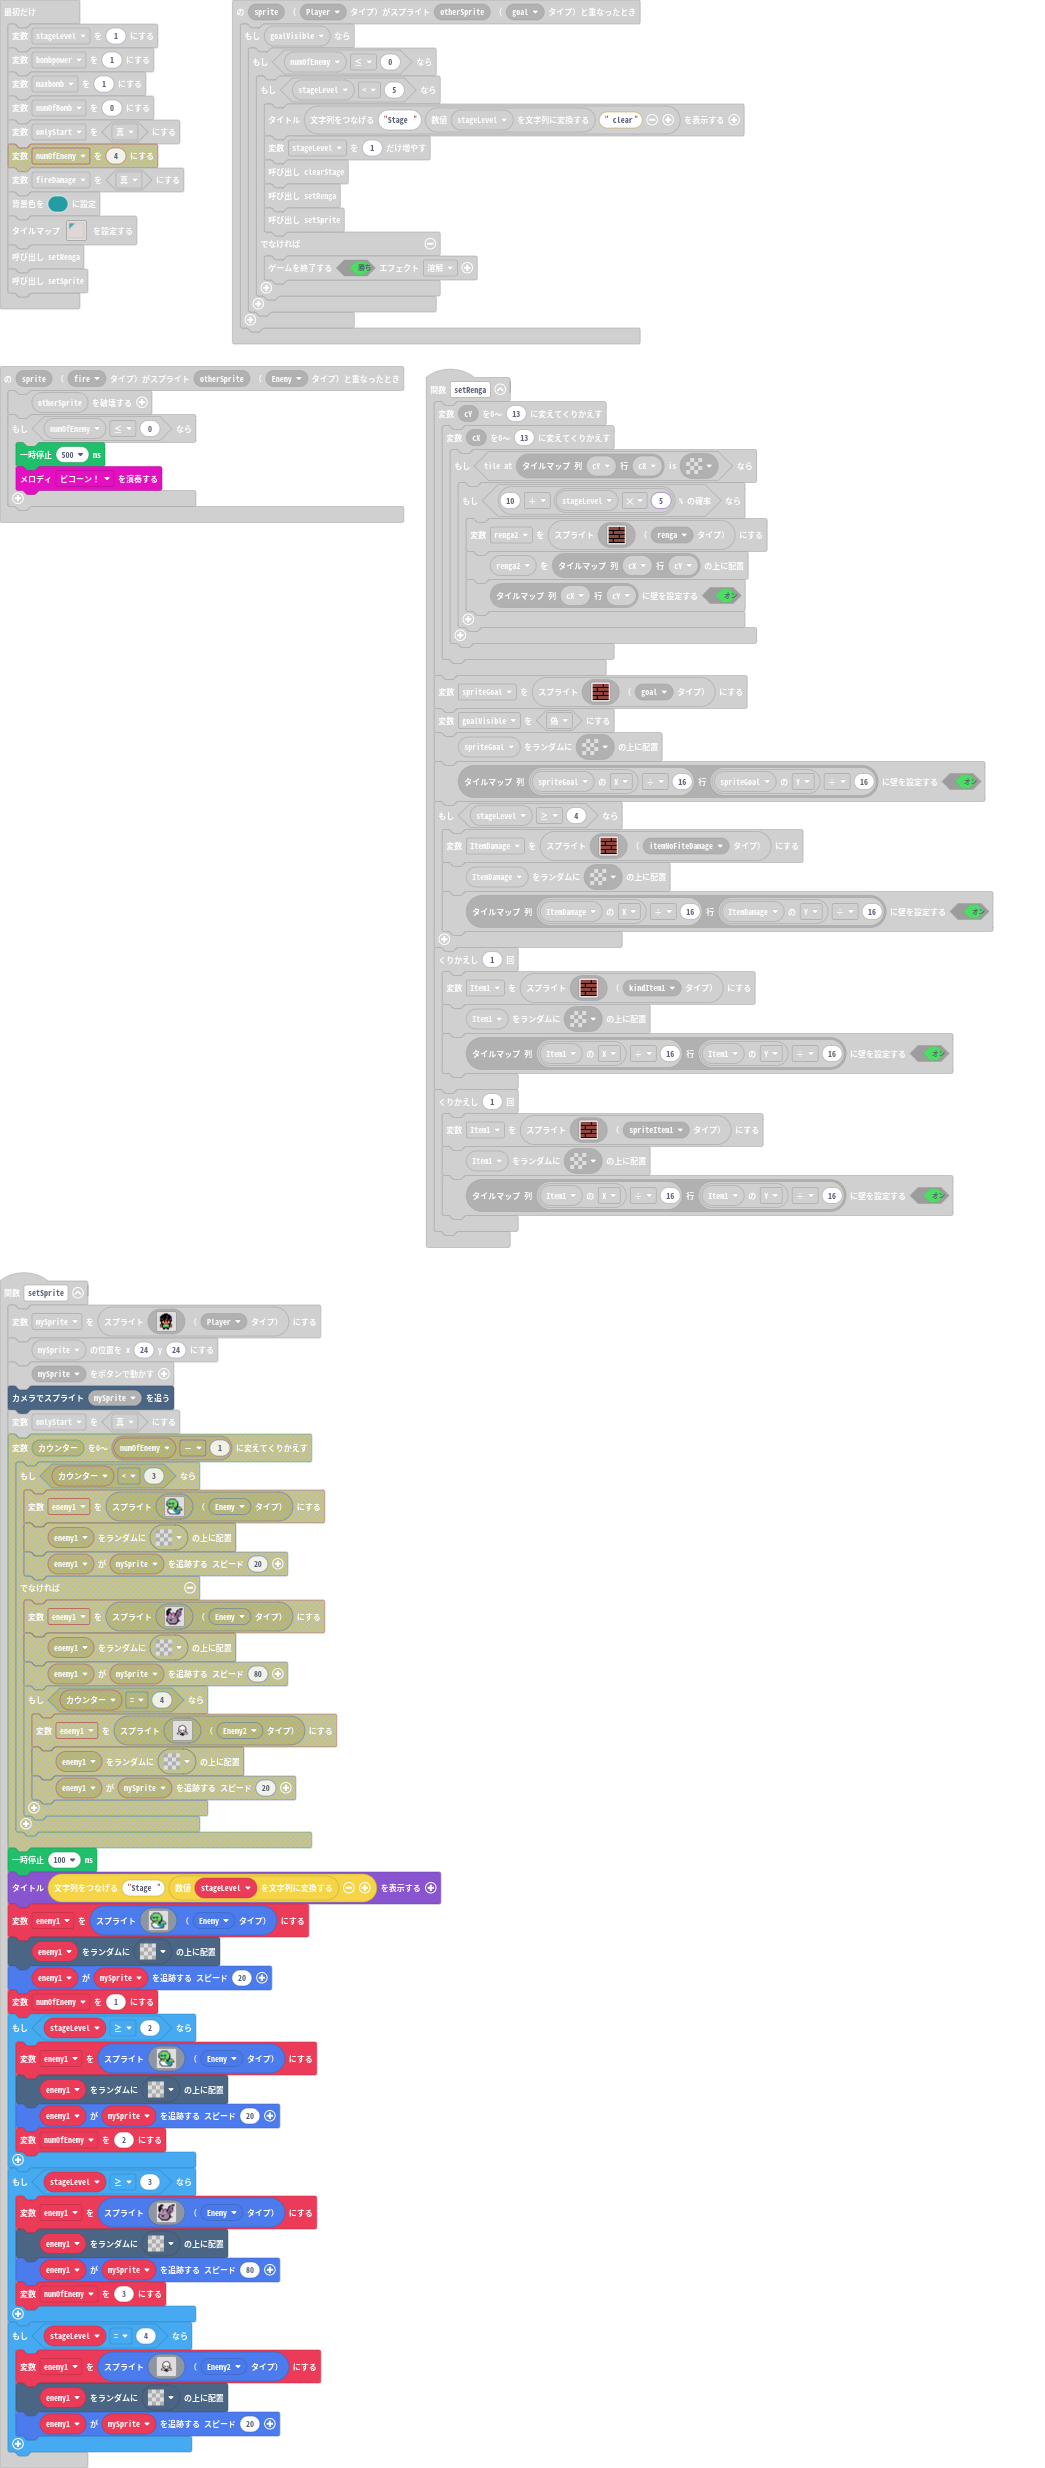 最初だけ
変数 stageLevel を 1 にする
変数 bombpower を 1 にする
変数 maxbomb を 1 にする
変数 numOfBomb を 0 にする
変数 onlyStart を 真 にする
変数 numOfEnemy を 4 にする
変数 fireDamage を 真 にする
背景色を に設定
タイルマップ を設定する
呼び出し setRenga
呼び出し setSprite
の sprite ( Player タイプ）がスプライト otherSprite ( goal タイプ）と重なったとき
もし goalVisible なら
もし numOfEnemy ≤ 0 なら
もし stageLevel < 5 なら
タイトル 文字列をつなげる "Stage " 数値 stageLevel を文字列に変換する " clear" を表示する
変数 stageLevel を 1 だけ増やす
呼び出し clearStage
呼び出し setRenga
呼び出し setSprite
でなければ
ゲームを終了する 勝ち エフェクト 溶解
の sprite ( fire タイプ）がスプライト otherSprite ( Enemy タイプ）と重なったとき
otherSprite を破壊する
もし numOfEnemy ≤ 0 なら
一時停止 500 ms
メロディ ピコーン！ を演奏する
関数 setRenga
変数 cY を0～ 13 に変えてくりかえす
変数 cX を0～ 13 に変えてくりかえす
もし tile at タイルマップ 列 cY 行 cX is なら
もし 10 + stageLevel × 5 % の確率 なら
変数 renga2 を スプライト ( renga タイプ） にする
renga2 を タイルマップ 列 cX 行 cY の上に配置
タイルマップ 列 cX 行 cY に壁を設定する オン
変数 spriteGoal を スプライト ( goal タイプ） にする
変数 goalVisible を 偽 にする
spriteGoal をランダムに の上に配置
タイルマップ 列 spriteGoal の X ÷ 16 行 spriteGoal の Y ÷ 16 に壁を設定する オン
もし stageLevel ≥ 4 なら
変数 ItemDamage を スプライト ( itemNoFiteDamage タイプ） にする
ItemDamage をランダムに の上に配置
タイルマップ 列 ItemDamage の X ÷ 16 行 ItemDamage の Y ÷ 16 に壁を設定する オン
くりかえし 1 回
変数 Item1 を スプライト ( kindItem1 タイプ） にする
Item1 をランダムに の上に配置
タイルマップ 列 Item1 の X ÷ 16 行 Item1 の Y ÷ 16 に壁を設定する オン
くりかえし 1 回
変数 Item1 を スプライト ( spriteItem1 タイプ） にする
Item1 をランダムに の上に配置
タイルマップ 列 Item1 の X ÷ 16 行 Item1 の Y ÷ 16 に壁を設定する オン
関数 setSprite
変数 mySprite を スプライト ( Player タイプ） にする
mySprite の位置を x 24 y 24 にする
mySprite をボタンで動かす
カメラでスプライト mySprite を追う
変数 onlyStart を 真 にする
変数 カウンター を0～ numOfEnemy − 1 に変えてくりかえす
もし カウンター < 3 なら
変数 enemy1 を スプライト ( Enemy タイプ） にする
enemy1 をランダムに の上に配置
enemy1 が mySprite を追跡する スピード 20
でなければ
変数 enemy1 を スプライト ( Enemy タイプ） にする
enemy1 をランダムに の上に配置
enemy1 が mySprite を追跡する スピード 80
もし カウンター = 4 なら
変数 enemy1 を スプライト ( Enemy2 タイプ） にする
enemy1 をランダムに の上に配置
enemy1 が mySprite を追跡する スピード 20
一時停止 100 ms
タイトル 文字列をつなげる "Stage " 数値 stageLevel を文字列に変換する を表示する
変数 enemy1 を スプライト ( Enemy タイプ） にする
enemy1 をランダムに の上に配置
enemy1 が mySprite を追跡する スピード 20
変数 numOfEnemy を 1 にする
もし stageLevel ≥ 2 なら
変数 enemy1 を スプライト ( Enemy タイプ） にする
enemy1 をランダムに の上に配置
enemy1 が mySprite を追跡する スピード 20
変数 numOfEnemy を 2 にする
もし stageLevel ≥ 3 なら
変数 enemy1 を スプライト ( Enemy タイプ） にする
enemy1 をランダムに の上に配置
enemy1 が mySprite を追跡する スピード 80
変数 numOfEnemy を 3 にする
もし stageLevel = 4 なら
変数 enemy1 を スプライト ( Enemy2 タイプ） にする
enemy1 をランダムに の上に配置
enemy1 が mySprite を追跡する スピード 20